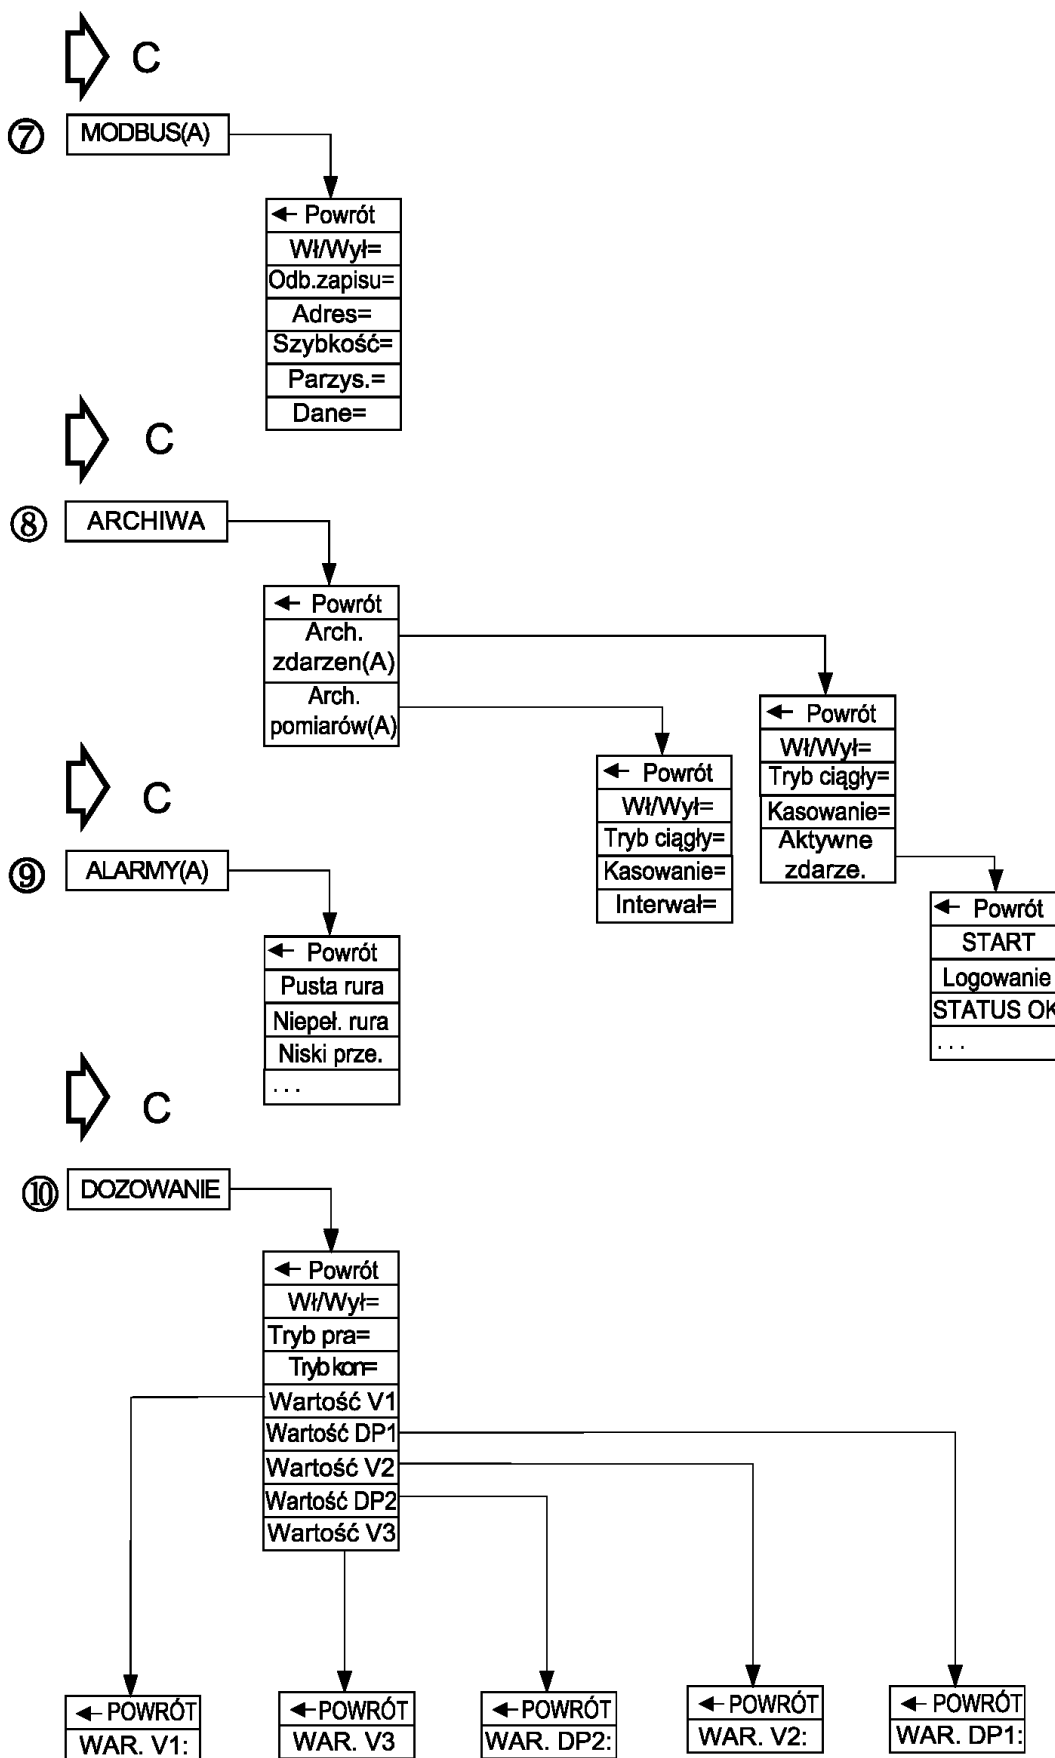 C
⑦ MODBUS(A)
← Powrót
Wł/Wył=
Odb.zapisu=
Adres=
Szybkość=
Parzys.=
Dane=
C
⑧ ARCHIWA
← Powrót
Arch.
zdarzen(A)
Arch.
pomiarów(A)
← Powrót
Wł/Wył=
Tryb ciągły=
Kasowanie=
Interwał=
← Powrót
Wł/Wył=
Tryb ciągły=
Kasowanie=
Aktywne
zdarze.
← Powrót
START
Logowanie
STATUS OK
...
C
⑨ ALARMY(A)
← Powrót
Pusta rura
Niepeł. rura
Niski prze.
...
C
⑩ DOZOWANIE
← Powrót
Wł/Wył=
Tryb pra=
Tryb kon=
Wartość V1
Wartość DP1
Wartość V2
Wartość DP2
Wartość V3
← POWRÓT
WAR. V1:
← POWRÓT
WAR. V3
← POWRÓT
WAR. DP2:
← POWRÓT
WAR. V2:
← POWRÓT
WAR. DP1: